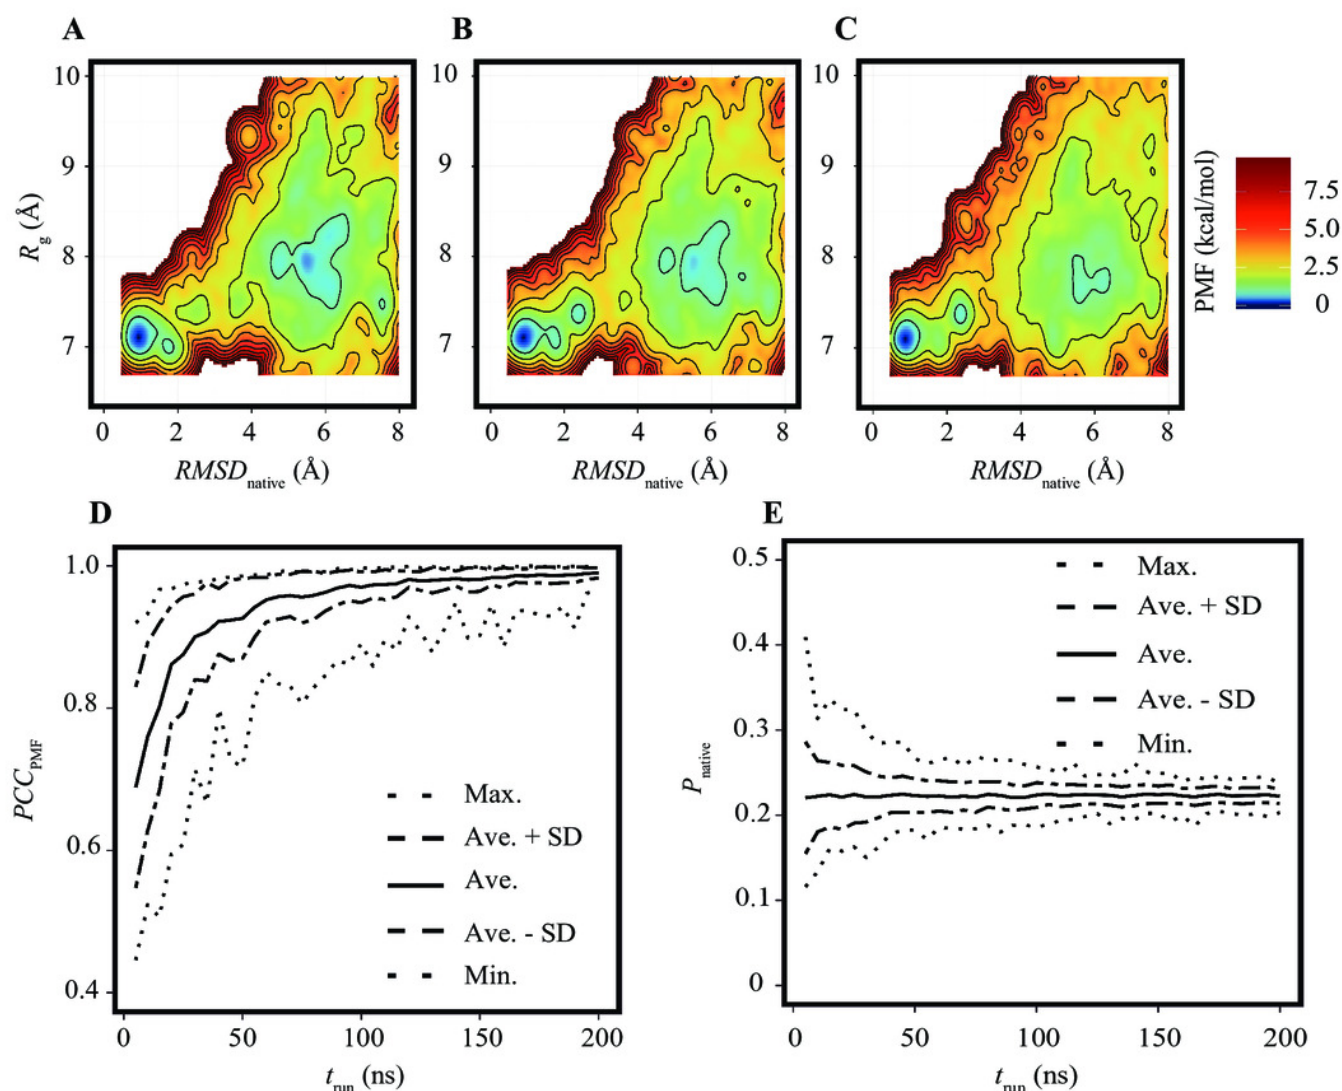 A
B
C
10
9
8
7
R_g (Å)
0 2 4 6 8
RMSD_native (Å)
10
9
8
7
0 2 4 6 8
RMSD_native (Å)
10
9
8
7
0 2 4 6 8
RMSD_native (Å)
PMF (kcal/mol)
7.5
5.0
2.5
0
D
1.0
0.8
0.6
0.4
PCC_PMF
Max.
Ave. + SD
Ave.
Ave. - SD
Min.
0 50 100 150 200
t_run (ns)
E
0.5
0.4
0.3
0.2
0.1
0
P_native
Max.
Ave. + SD
Ave.
Ave. - SD
Min.
0 50 100 150 200
t_run (ns)